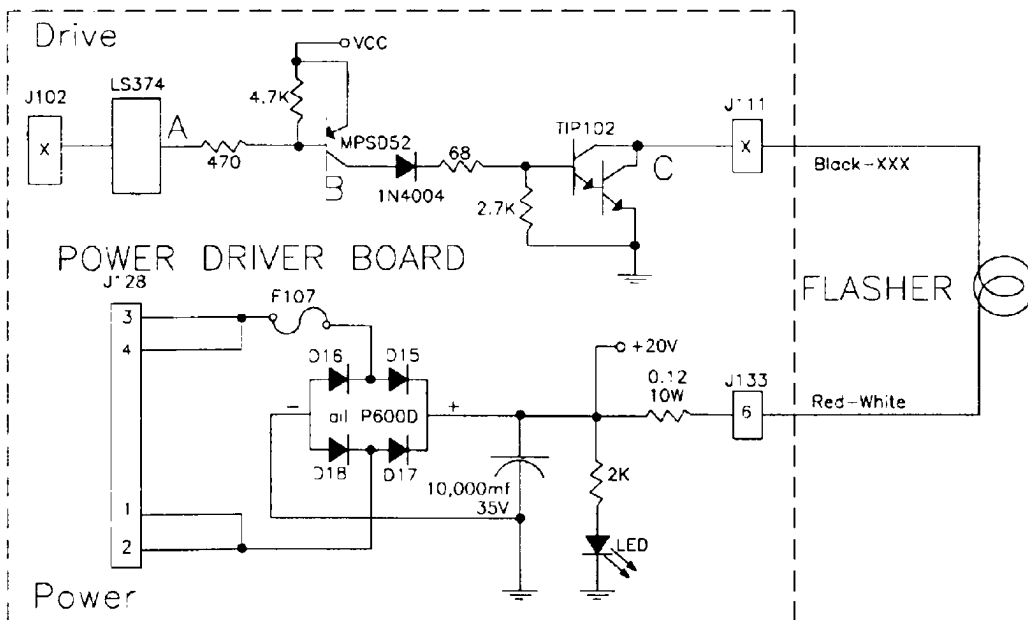 Drive
VCC
LS374
J102
4.7K
A
X
470
MPSD52
B
1N4004
68
2.7K
TIP102
C
J111
X
Black-XXX
POWER DRIVER BOARD
J128
F107
FLASHER
3
4
D16
D15
+20V
0.12
10W
J133
6
Red-White
-
+
all P600D
D18
D17
10,000mf
35V
2K
LED
1
2
Power